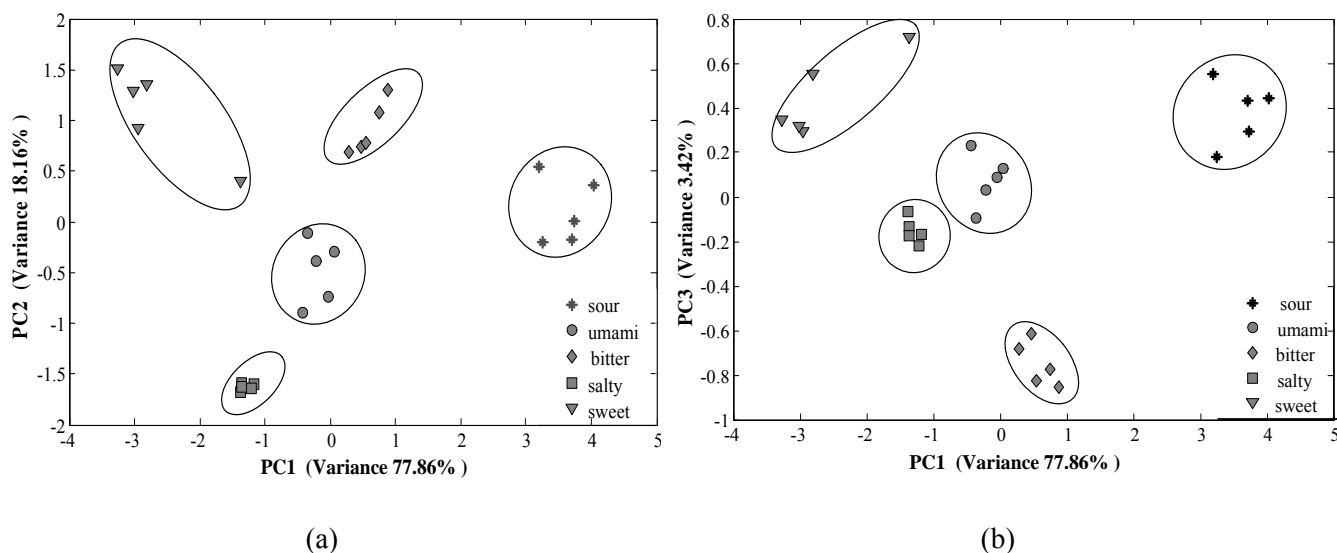 2
1.5
1
0.5
0
-0.5
-1
-1.5
-2
PC2 (Variance 18.16%)
sour
umami
bitter
salty
sweet
-4 -3 -2 -1 0 1 2 3 4 5
PC1 (Variance 77.86% )
(a)
0.8
0.6
0.4
0.2
0
-0.2
-0.4
-0.6
-0.8
-1
PC3 (Variance 3.42%)
sour
umami
bitter
salty
sweet
-4 -3 -2 -1 0 1 2 3 4 5
PC1 (Variance 77.86% )
(b)